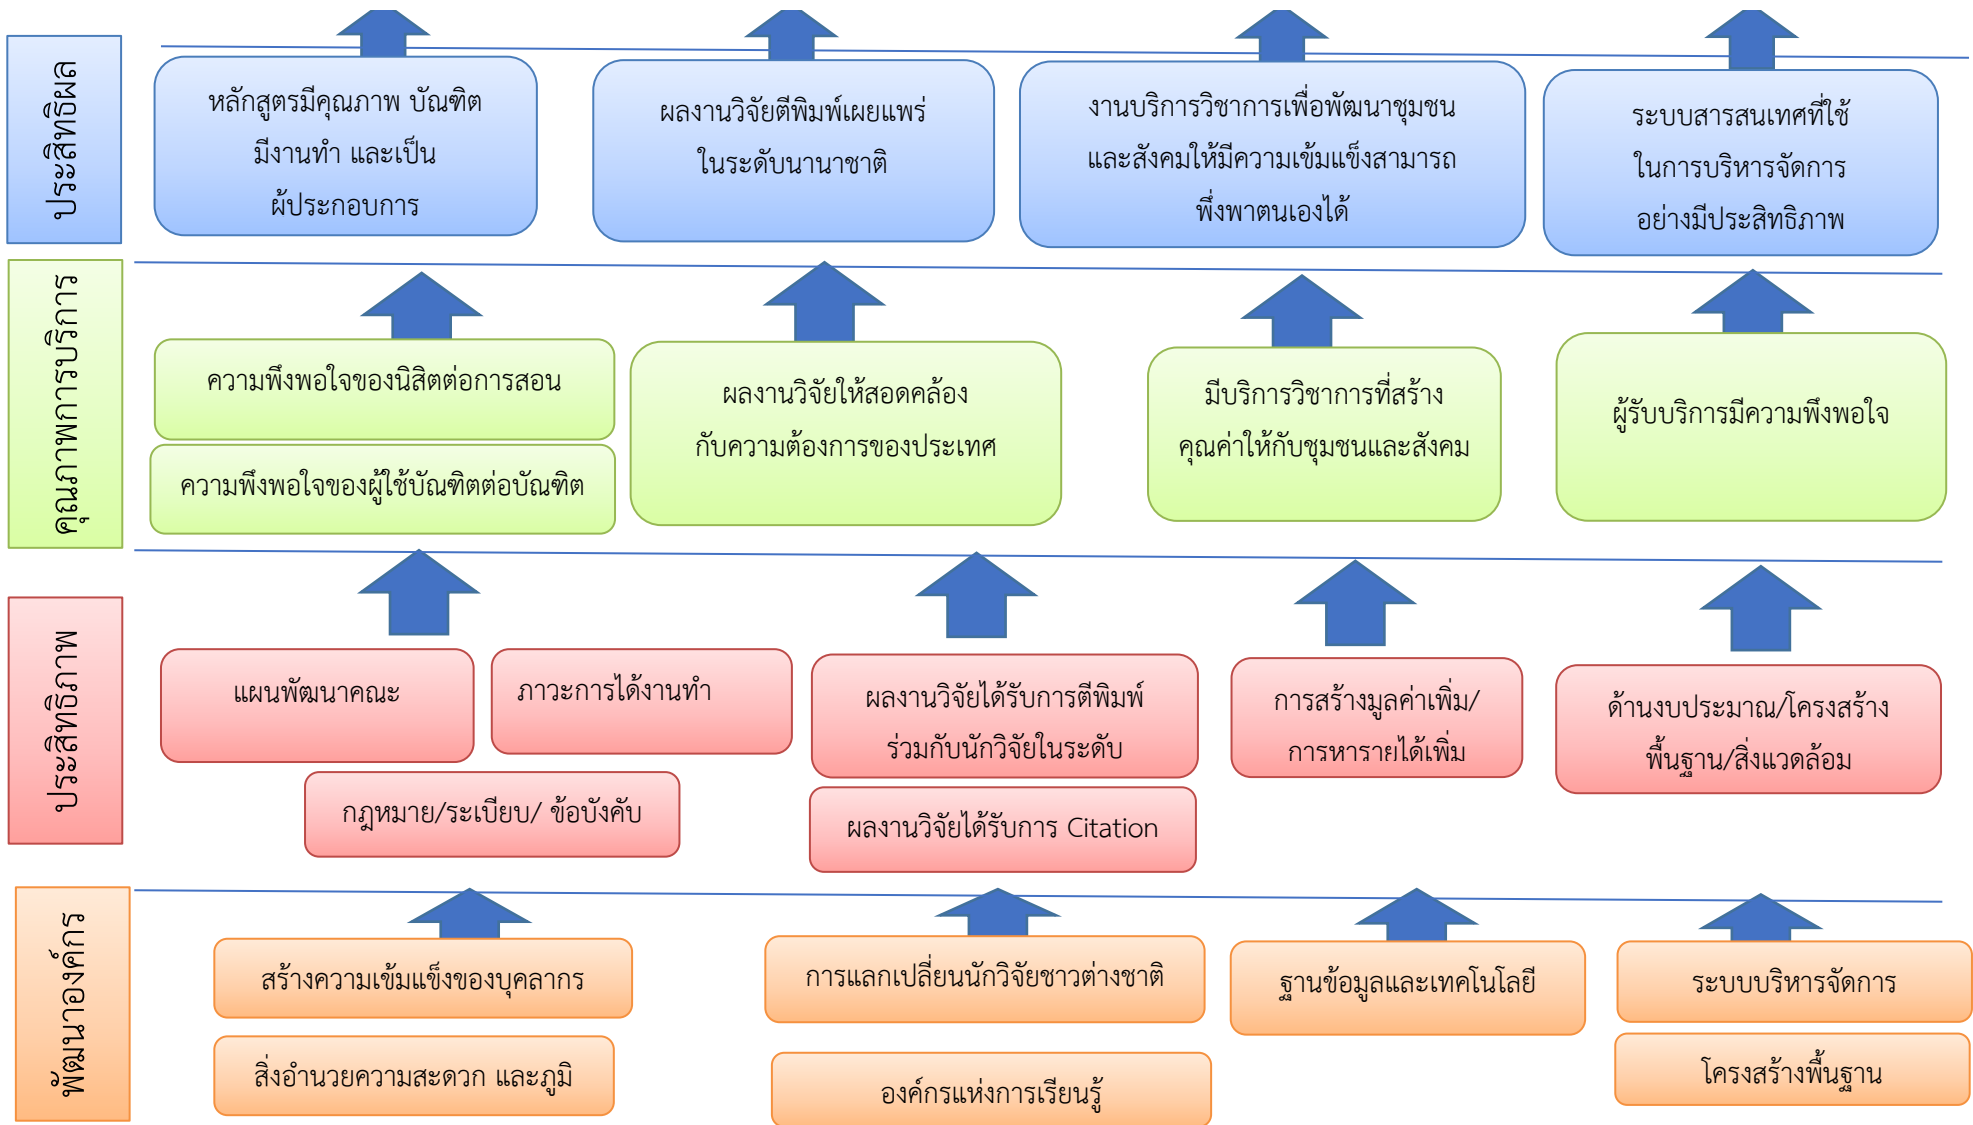 ประสิทธิผล
หลักสูตรมีคุณภาพ บัณฑิต
มีงานทำ และเป็น
ผู้ประกอบการ
ผลงานวิจัยตีพิมพ์เผยแพร่
ในระดับนานาชาติ
งานบริการวิชาการเพื่อพัฒนาชุมชน
และสังคมให้มีความเข้มแข็งสามารถ
พึ่งพาตนเองได้
ระบบสารสนเทศที่ใช้
ในการบริหารจัดการ
อย่างมีประสิทธิภาพ
คุณภาพการบริการ
ความพึงพอใจของนิสิตต่อการสอน
ความพึงพอใจของผู้ใช้บัณฑิตต่อบัณฑิต
ผลงานวิจัยให้สอดคล้อง
กับความต้องการของประเทศ
มีบริการวิชาการที่สร้าง
คุณค่าให้กับชุมชนและสังคม
ผู้รับบริการมีความพึงพอใจ
ประสิทธิภาพ
แผนพัฒนาคณะ
ภาวะการได้งานทำ
กฎหมาย/ระเบียบ/ ข้อบังคับ
ผลงานวิจัยได้รับการตีพิมพ์
ร่วมกับนักวิจัยในระดับ
ผลงานวิจัยได้รับการ Citation
การสร้างมูลค่าเพิ่ม/
การหารายได้เพิ่ม
ด้านงบประมาณ/โครงสร้าง
พื้นฐาน/สิ่งแวดล้อม
พัฒนาองค์กร
สร้างความเข้มแข็งของบุคลากร
สิ่งอำนวยความสะดวก และภูมิ
การแลกเปลี่ยนนักวิจัยชาวต่างชาติ
องค์กรแห่งการเรียนรู้
ฐานข้อมูลและเทคโนโลยี
ระบบบริหารจัดการ
โครงสร้างพื้นฐาน